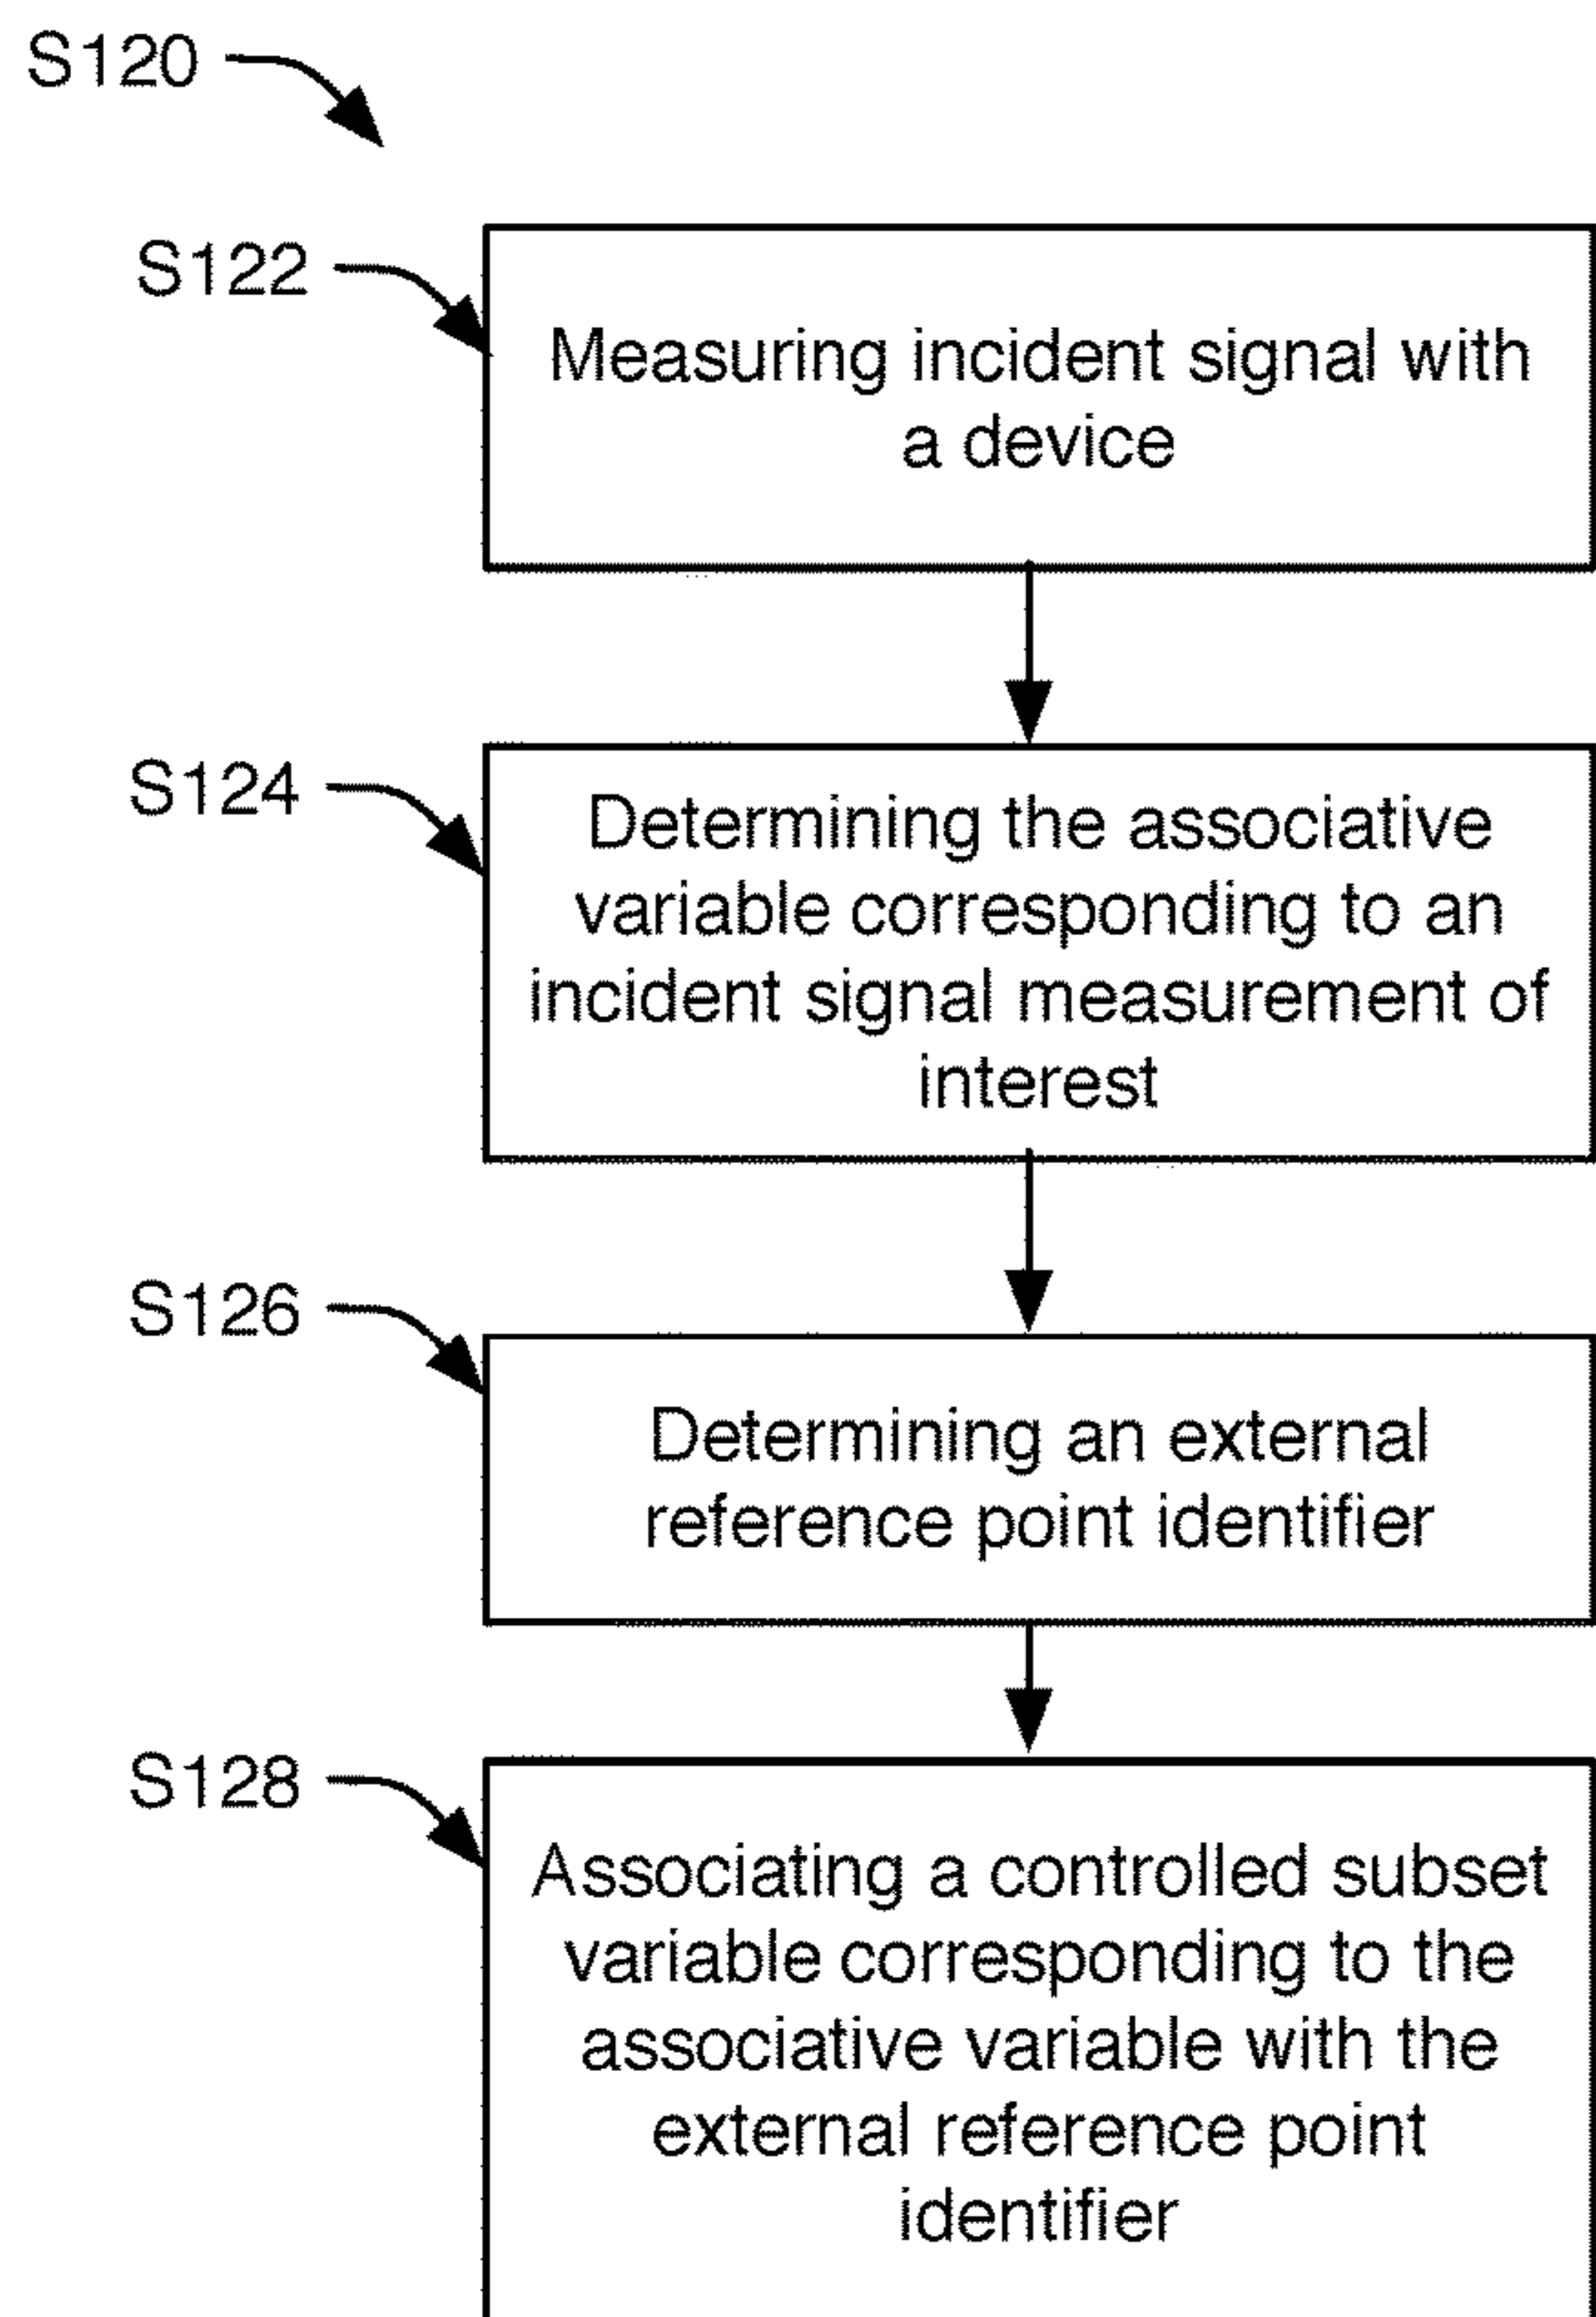 S120
S122
Measuring incident signal with
a device
S124
Determining the associative
variable corresponding to an
incident signal measurement of
interest
S126
Determining an external
reference point identifier
S128
Associating a controlled subset
variable corresponding to the
associative variable with the
external reference point
identifier